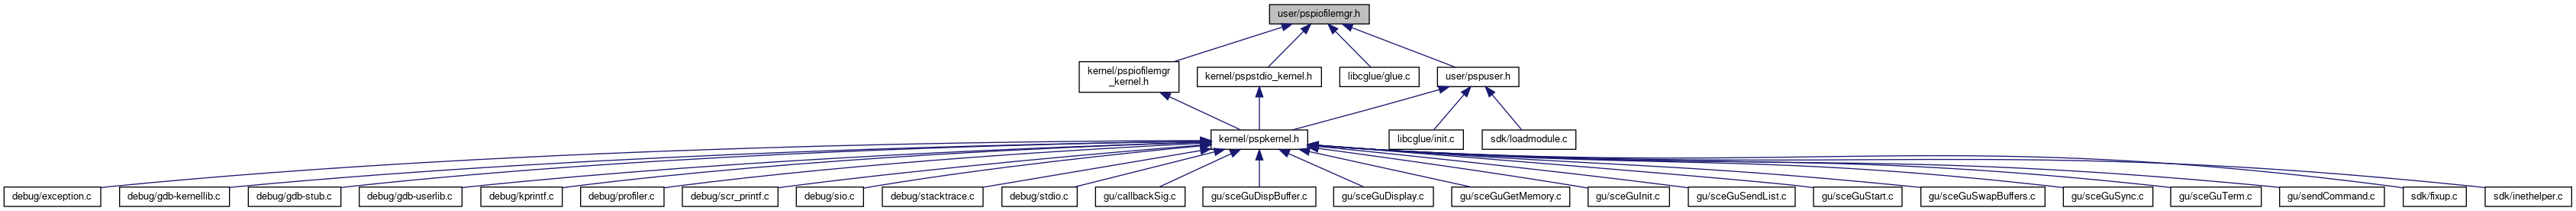 user/pspiofilemgr.h
kernel/pspiofilemgr
_kernel.h
kernel/pspstdio_kernel.h
libcglue/glue.c
user/pspuser.h
kernel/pspkernel.h
libcglue/init.c
sdk/loadmodule.c
debug/exception.c
debug/gdb-kernellib.c
debug/gdb-stub.c
debug/gdb-userlib.c
debug/kprintf.c
debug/profiler.c
debug/scr_printf.c
debug/sio.c
debug/stacktrace.c
debug/stdio.c
gu/callbackSig.c
gu/sceGuDispBuffer.c
gu/sceGuDisplay.c
gu/sceGuGetMemory.c
gu/sceGuInit.c
gu/sceGuSendList.c
gu/sceGuStart.c
gu/sceGuSwapBuffers.c
gu/sceGuSync.c
gu/sceGuTerm.c
gu/sendCommand.c
sdk/fixup.c
sdk/inethelper.c